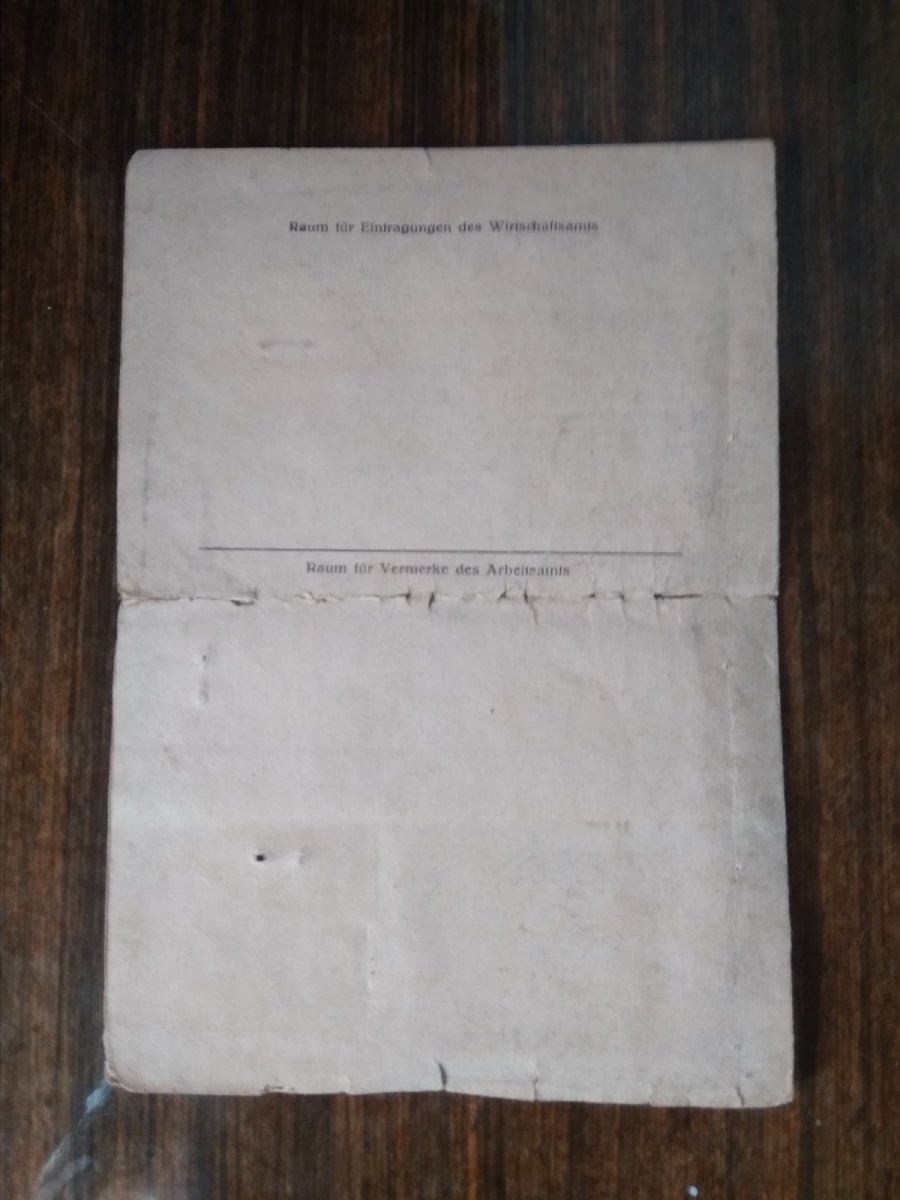 Raum für Eintragungen des Wirtschaftsamts
Raum für Vermerke des Arbeitsamts